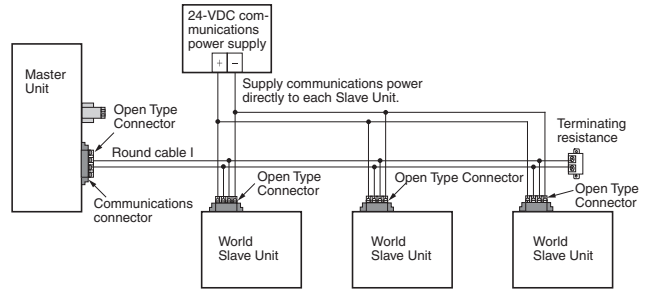 24-VDC com-
munications
power supply
+ −
Master
Unit
Supply communications power
directly to each Slave Unit.
Open Type
Connector
Terminating
resistance
Round cable I
Open Type
Connector
Open Type Connector
Open Type
Connector
Communications
connector
World
Slave Unit
World
Slave Unit
World
Slave Unit